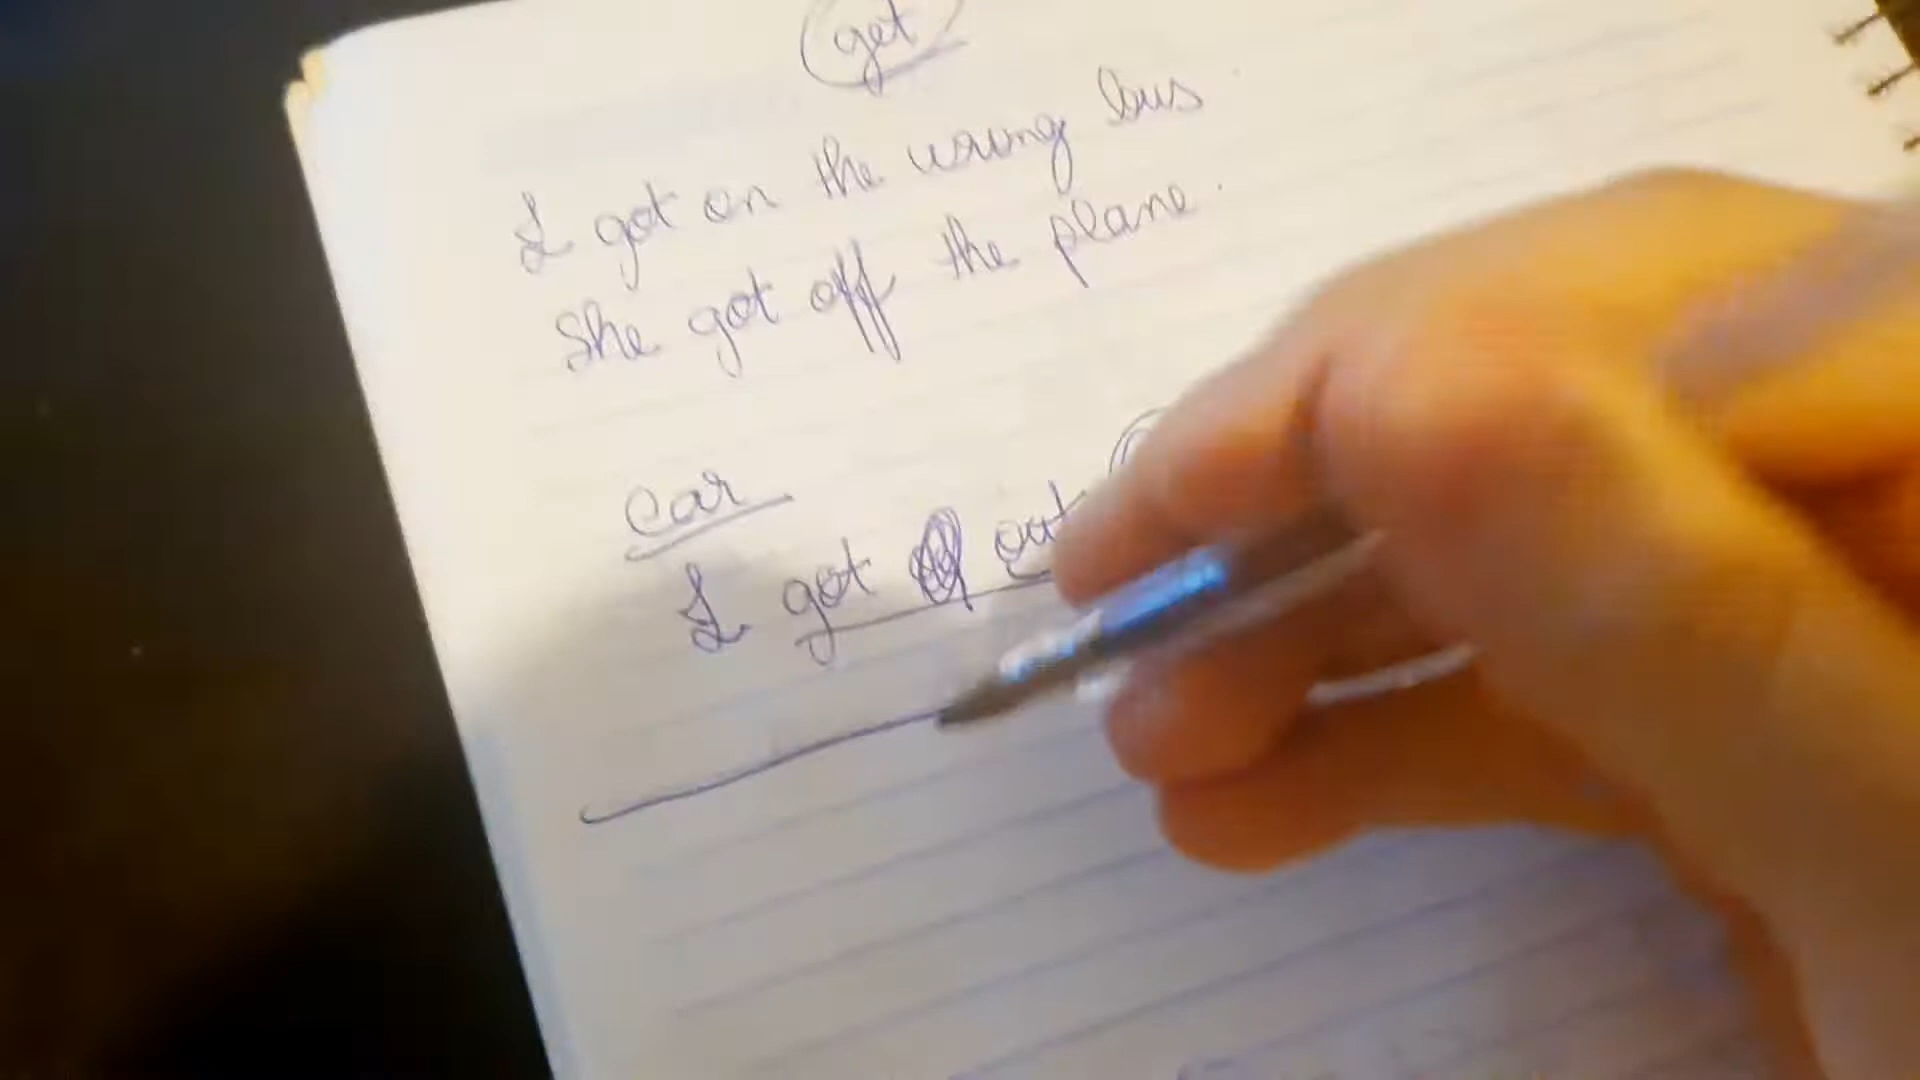 get
I got on the wrong bus
She got off the plane.
Car
I got out